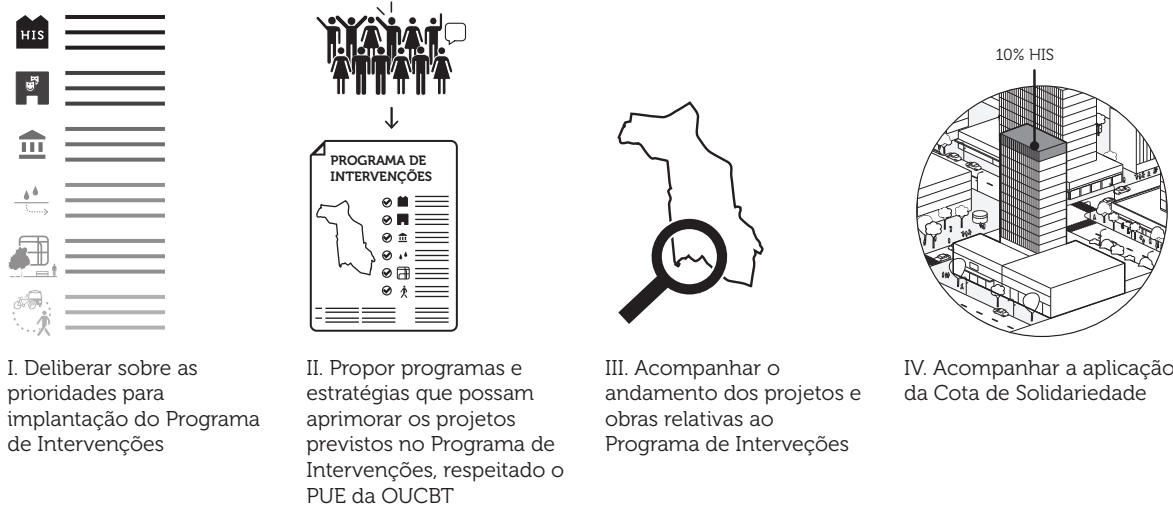 HIS
PROGRAMA DE
INTERVENÇÕES
10% HIS
I. Deliberar sobre as
prioridades para
implantação do Programa
de Intervenções
II. Propor programas e
estratégias que possam
aprimorar os projetos
previstos no Programa de
Intervenções, respeitado o
PUE da OUCBT
III. Acompanhar o
andamento dos projetos e
obras relativas ao
Programa de Interveções
IV. Acompanhar a aplicação
da Cota de Solidariedade